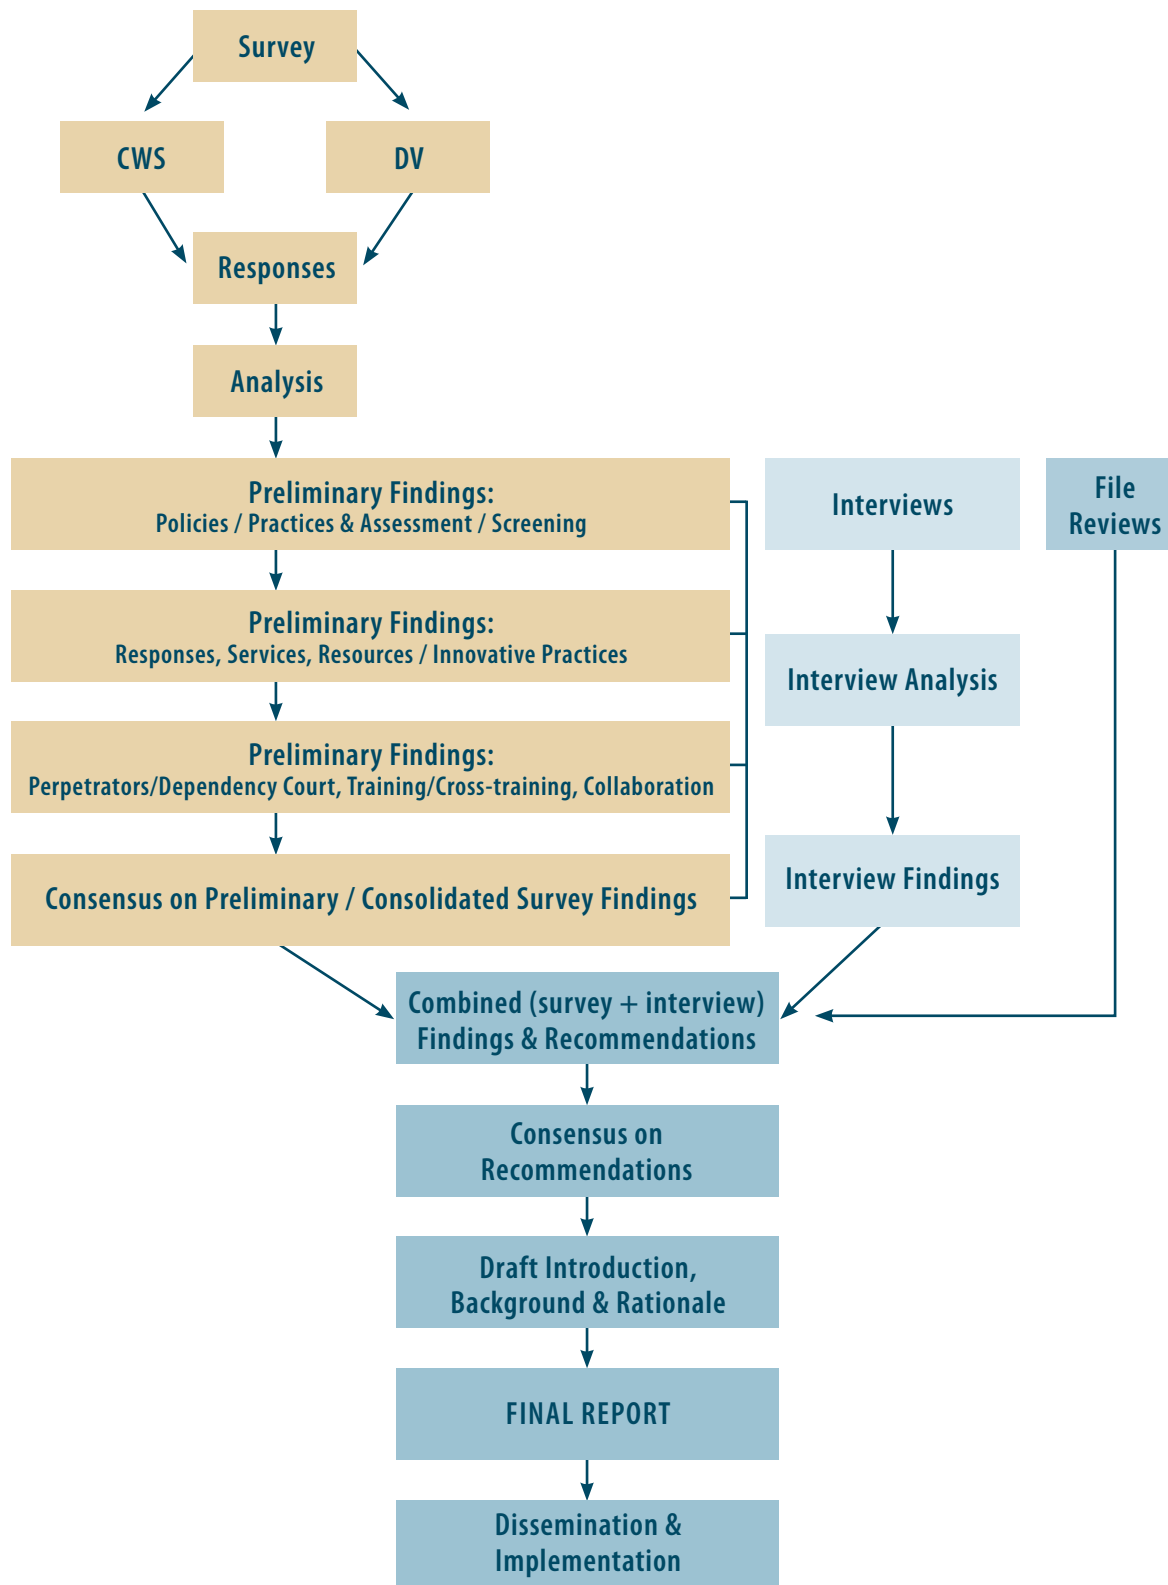 Survey
CWS
DV
Responses
Analysis
Preliminary Findings:
Policies / Practices & Assessment / Screening
Interviews
File
Reviews
Preliminary Findings:
Responses, Services, Resources / Innovative Practices
Interview Analysis
Preliminary Findings:
Perpetrators/Dependency Court, Training/Cross-training, Collaboration
Interview Findings
Consensus on Preliminary / Consolidated Survey Findings
Combined (survey + interview)
Findings & Recommendations
Consensus on
Recommendations
Draft Introduction,
Background & Rationale
FINAL REPORT
Dissemination &
Implementation